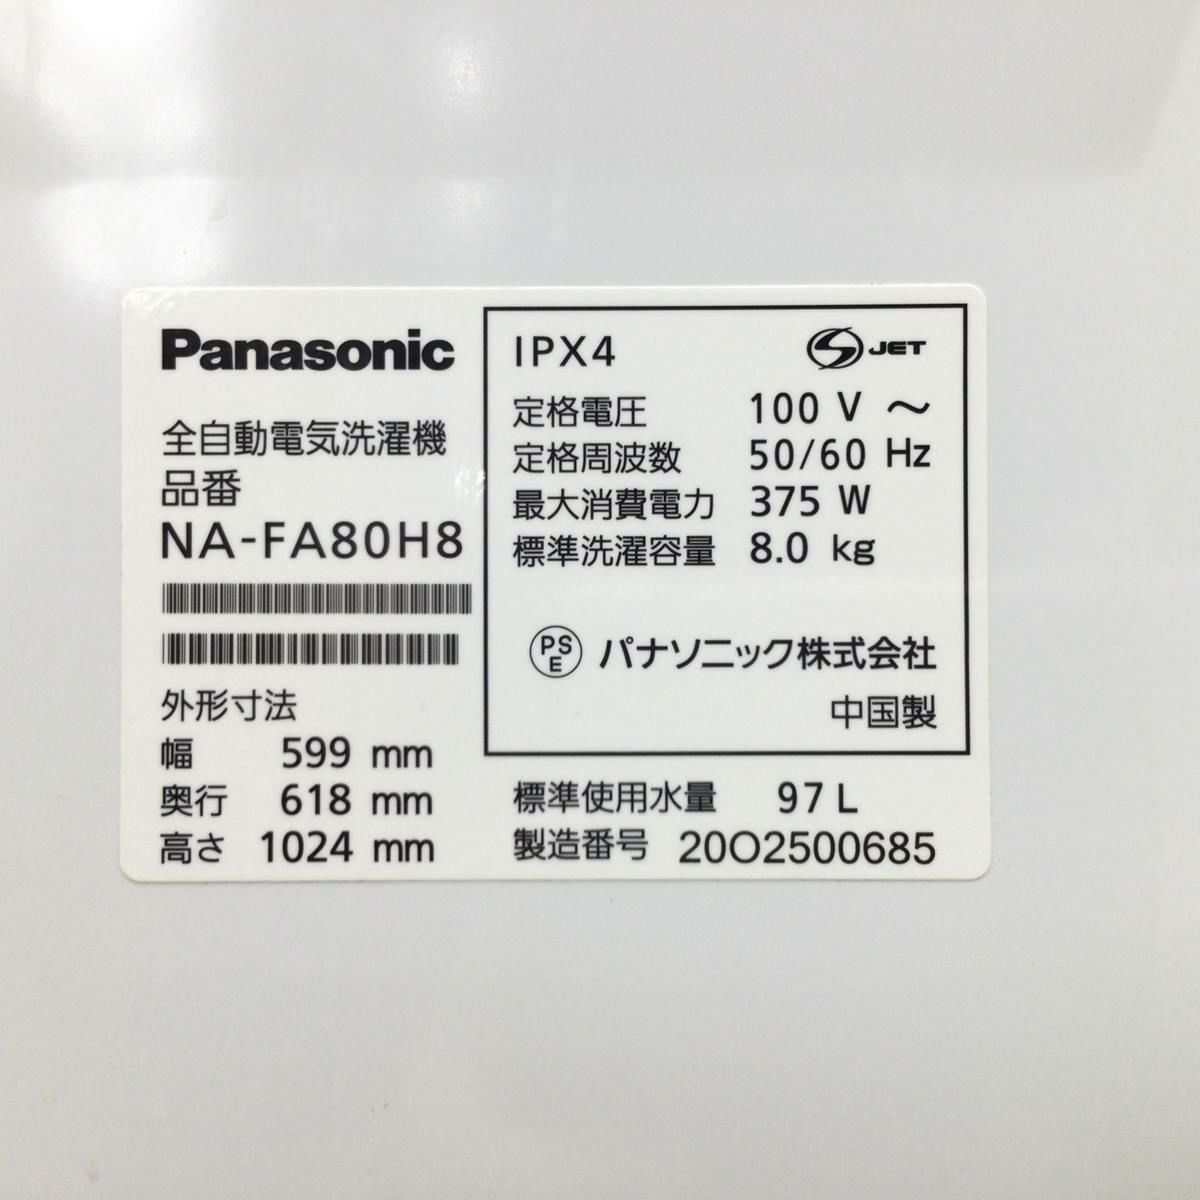 Panasonic
全自動電気洗濯機
品番
NA-FA80H8
外形寸法
幅 599 mm
奥行 618 mm
高さ 1024 mm
IPX4 S JET
定格電圧 100 V ～
定格周波数 50/60 Hz
最大消費電力 375 W
標準洗濯容量 8.0 kg
PS E パナソニック株式会社
中国製
標準使用水量 97 L
製造番号 20O2500685